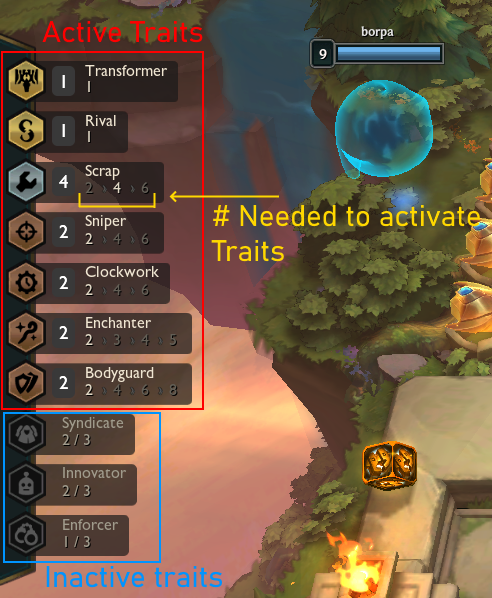 Active Traits
borpa
9
1
Transformer
1
1
Rival
1
4
Scrap
2 › 4 › 6
# Needed to activate
Traits
2
Sniper
2 › 4 › 6
2
Clockwork
2 › 4 › 6
2
Enchanter
2 › 3 › 4 › 5
2
Bodyguard
2 › 4 › 6 › 8
Syndicate
2 / 3
Innovator
2 / 3
Enforcer
1 / 3
Inactive traits